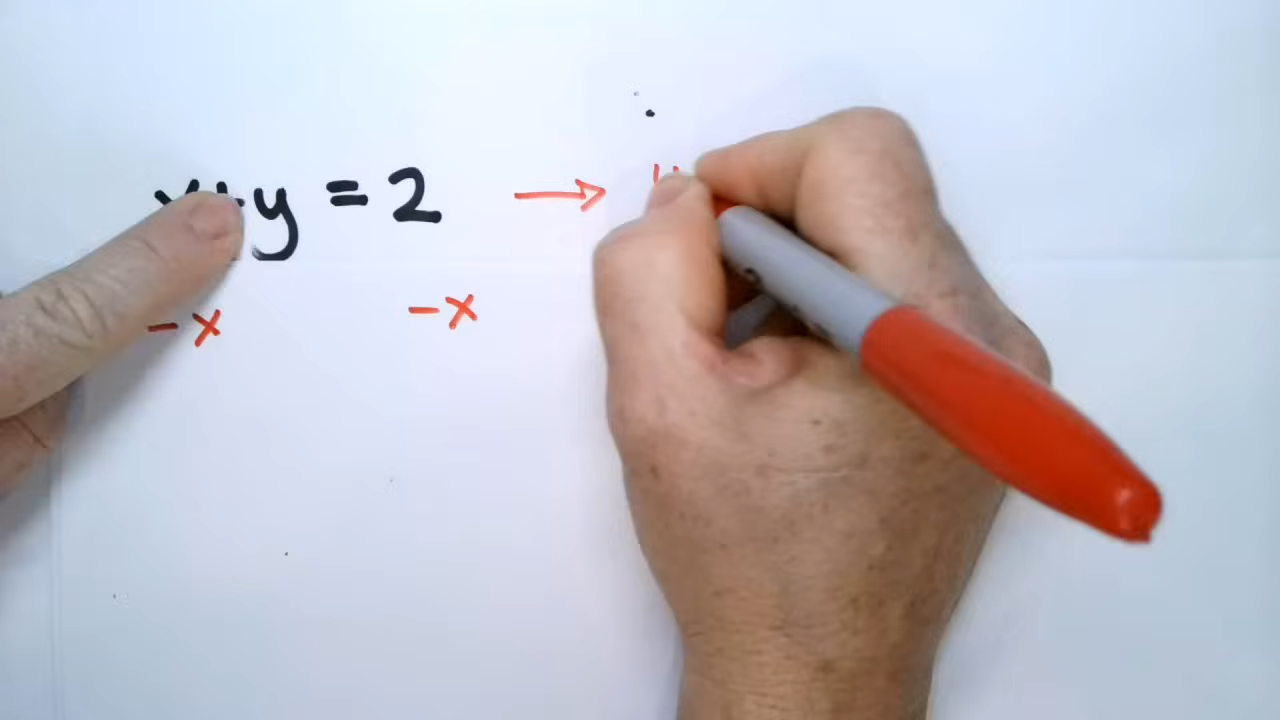 x+y = 2 →
-x -x